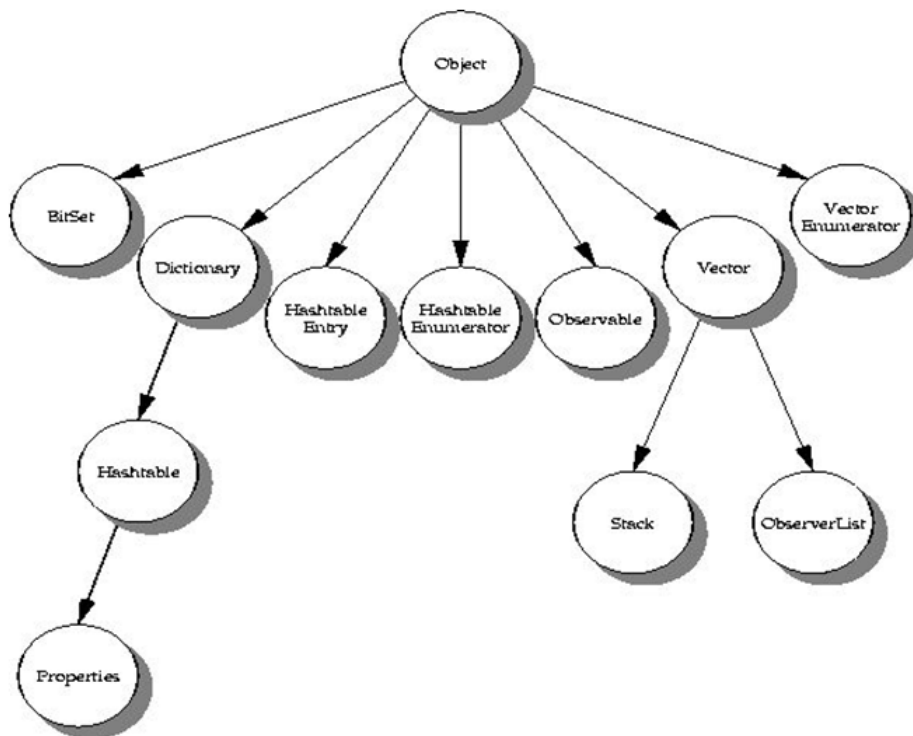 Object
BitSet
Vector
Enumerator
Dictionary
Vector
Hashtable
Entry
Hashtable
Enumerator
Observable
Hashtable
Stack
ObserverList
Properties